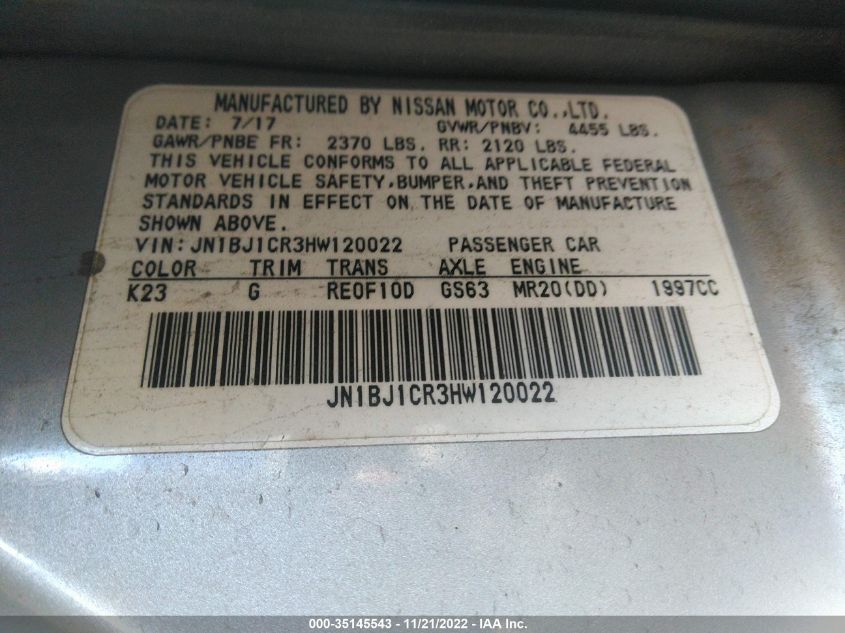 MANUFACTURED BY NISSAN MOTOR CO.,LTD.
DATE: 7/17 GVWR/PNBV: 4455 LBS.
GAWR/PNBE FR: 2370 LBS. RR: 2120 LBS.
THIS VEHICLE CONFORMS TO ALL APPLICABLE FEDERAL
MOTOR VEHICLE SAFETY,BUMPER,AND THEFT PREVENTION
STANDARDS IN EFFECT ON THE DATE OF MANUFACTURE
SHOWN ABOVE.
VIN:JN1BJ1CR3HW120022 PASSENGER CAR
COLOR TRIM TRANS AXLE ENGINE
K23 G RE0F10D GS63 MR20(DD) 1997CC
JN1BJ1CR3HW120022
000-35145543 - 11/21/2022 - IAA Inc.